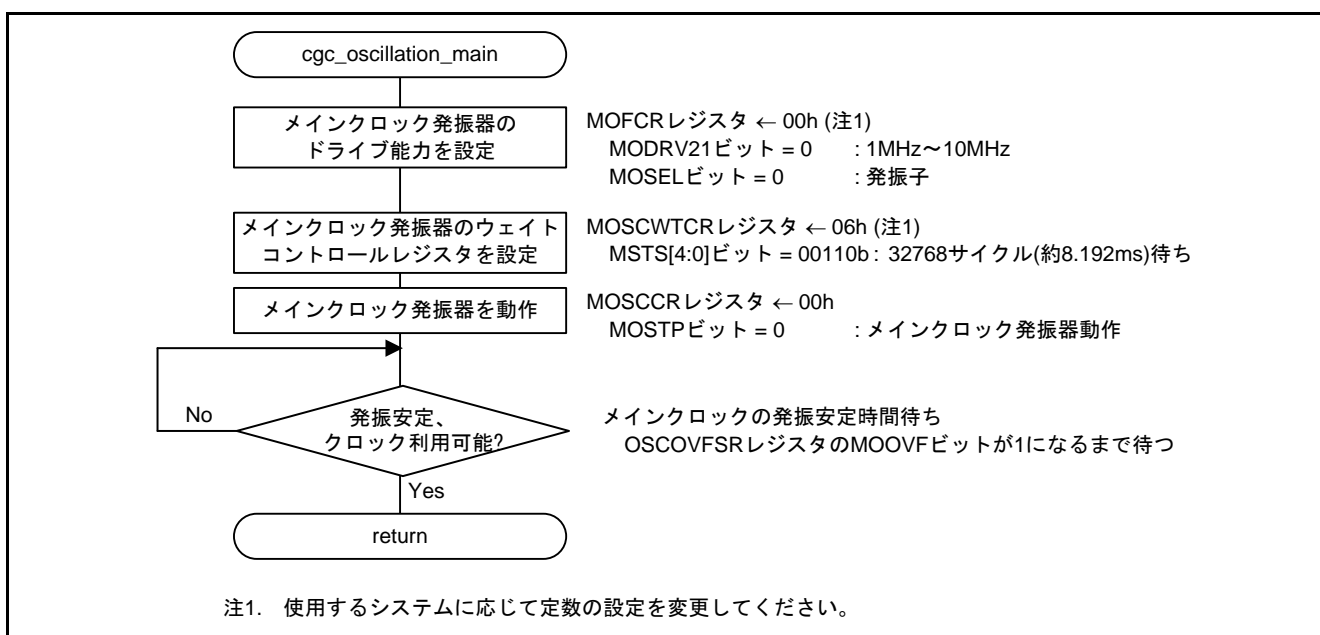 cgc_oscillation_main
メインクロック発振器の
ドライブ能力を設定
MOFCRレジスタ ← 00h (注1)
MODRV21ビット = 0 : 1MHz～10MHz
MOSELビット = 0 : 発振子
メインクロック発振器のウェイト
コントロールレジスタを設定
MOSCWTCRレジスタ ← 06h (注1)
MSTS[4:0]ビット = 00110b : 32768サイクル(約8.192ms)待ち
メインクロック発振器を動作
MOSCCRレジスタ ← 00h
MOSTPビット = 0 : メインクロック発振器動作
No
発振安定、
クロック利用可能?
メインクロックの発振安定時間待ち
OSCOVFSRレジスタのMOOVFビットが1になるまで待つ
Yes
return
注1. 使用するシステムに応じて定数の設定を変更してください。